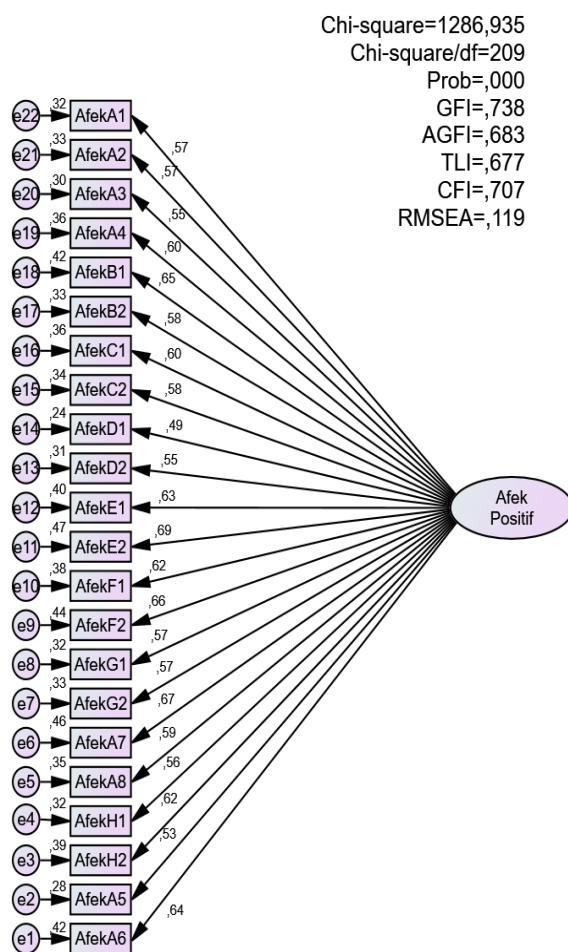 Chi-square=1286,935
Chi-square/df=209
Prob=,000
GFI=,738
AGFI=,683
TLI=,677
CFI=,707
RMSEA=,119
e22 ,32 AfekA1 ,57
e21 ,33 AfekA2 ,57
e20 ,30 AfekA3 ,55
e19 ,36 AfekA4 ,60
e18 ,42 AfekB1 ,65
e17 ,33 AfekB2 ,58
e16 ,36 AfekC1 ,60
e15 ,34 AfekC2 ,58
e14 ,24 AfekD1 ,49
e13 ,31 AfekD2 ,55
e12 ,40 AfekE1 ,63
e11 ,47 AfekE2 ,69
e10 ,38 AfekF1 ,62
e9 ,44 AfekF2 ,66
e8 ,32 AfekG1 ,57
e7 ,33 AfekG2 ,57
e6 ,46 AfekA7 ,67
e5 ,35 AfekA8 ,59
e4 ,32 AfekH1 ,56
e3 ,39 AfekH2 ,62
e2 ,28 AfekA5 ,53
e1 ,42 AfekA6 ,64
Afek
Positif